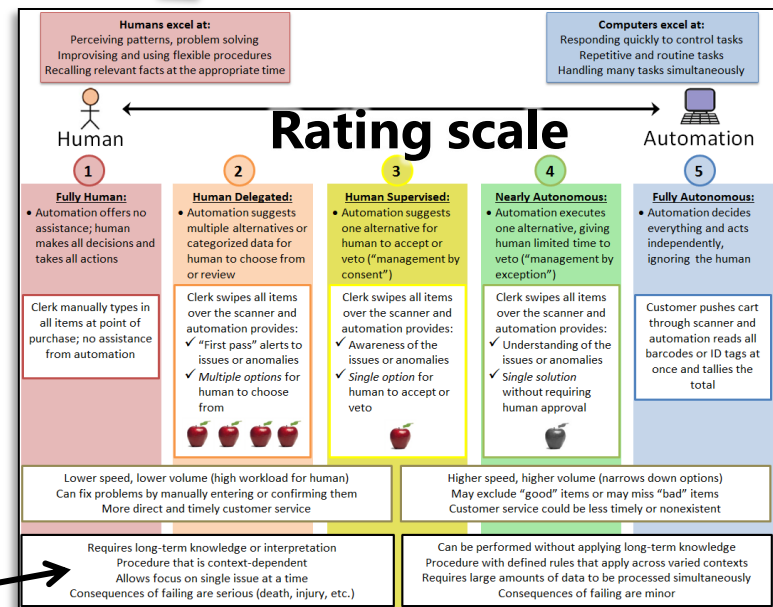 Humans excel at:
Perceiving patterns, problem solving
Improvising and using flexible procedures
Recalling relevant facts at the appropriate time
Computers excel at:
Responding quickly to control tasks
Repetitive and routine tasks
Handling many tasks simultaneously
Human
Rating scale
Automation
1
Fully Human:
• Automation offers no
assistance; human
makes all decisions and
takes all actions
Clerk manually types in
all items at point of
purchase; no assistance
from automation
2
Human Delegated:
• Automation suggests
multiple alternatives or
categorized data for
human to choose from
or review
Clerk swipes all items
over the scanner and
automation provides:
✓ "First pass" alerts to
issues or anomalies
✓ Multiple options for
human to choose
from
3
Human Supervised:
• Automation suggests
one alternative for
human to accept or
veto ("management by
consent")
Clerk swipes all items
over the scanner and
automation provides:
✓ Awareness of the
issues or anomalies
✓ Single option for
human to accept or
veto
4
Nearly Autonomous:
• Automation executes
one alternative, giving
human limited time to
veto ("management by
exception")
Clerk swipes all items
over the scanner and
automation provides:
✓ Understanding of the
issues or anomalies
✓ Single solution
without requiring
human approval
5
Fully Autonomous:
• Automation decides
everything and acts
independently,
ignoring the human
Customer pushes cart
through scanner and
automation reads all
barcodes or ID tags at
once and tallies the
total
Lower speed, lower volume (high workload for human)
Can fix problems by manually entering or confirming them
More direct and timely customer service
Higher speed, higher volume (narrows down options)
May exclude "good" items or may miss "bad" items
Customer service could be less timely or nonexistent
Requires long-term knowledge or interpretation
Procedure that is context-dependent
Allows focus on single issue at a time
Consequences of failing are serious (death, injury, etc.)
Can be performed without applying long-term knowledge
Procedure with defined rules that apply across varied contexts
Requires large amounts of data to be processed simultaneously
Consequences of failing are minor